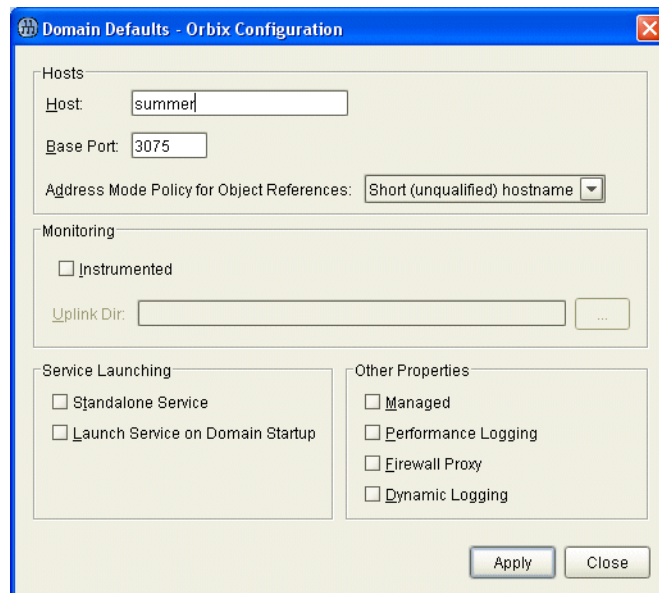 Domain Defaults - Orbix Configuration
Hosts
Host: summer
Base Port: 3075
Address Mode Policy for Object References: Short (unqualified) hostname
Monitoring
Instrumented
Uplink Dir: ...
Service Launching
Standalone Service
Launch Service on Domain Startup
Other Properties
Managed
Performance Logging
Firewall Proxy
Dynamic Logging
Apply Close